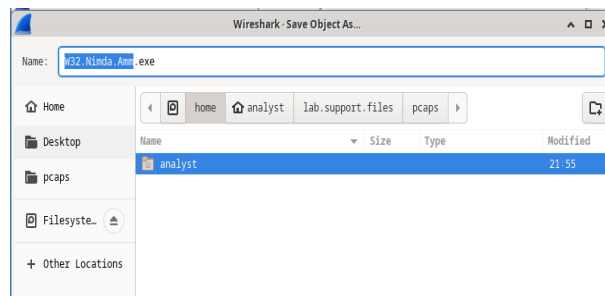 Wireshark · Save Object As...
Name: W32.Nimda.Amm.exe
Home
home analyst lab.support.files pcaps
Desktop
Name Size Type Modified
analyst 21:55
pcaps
Filesyste…
+ Other Locations